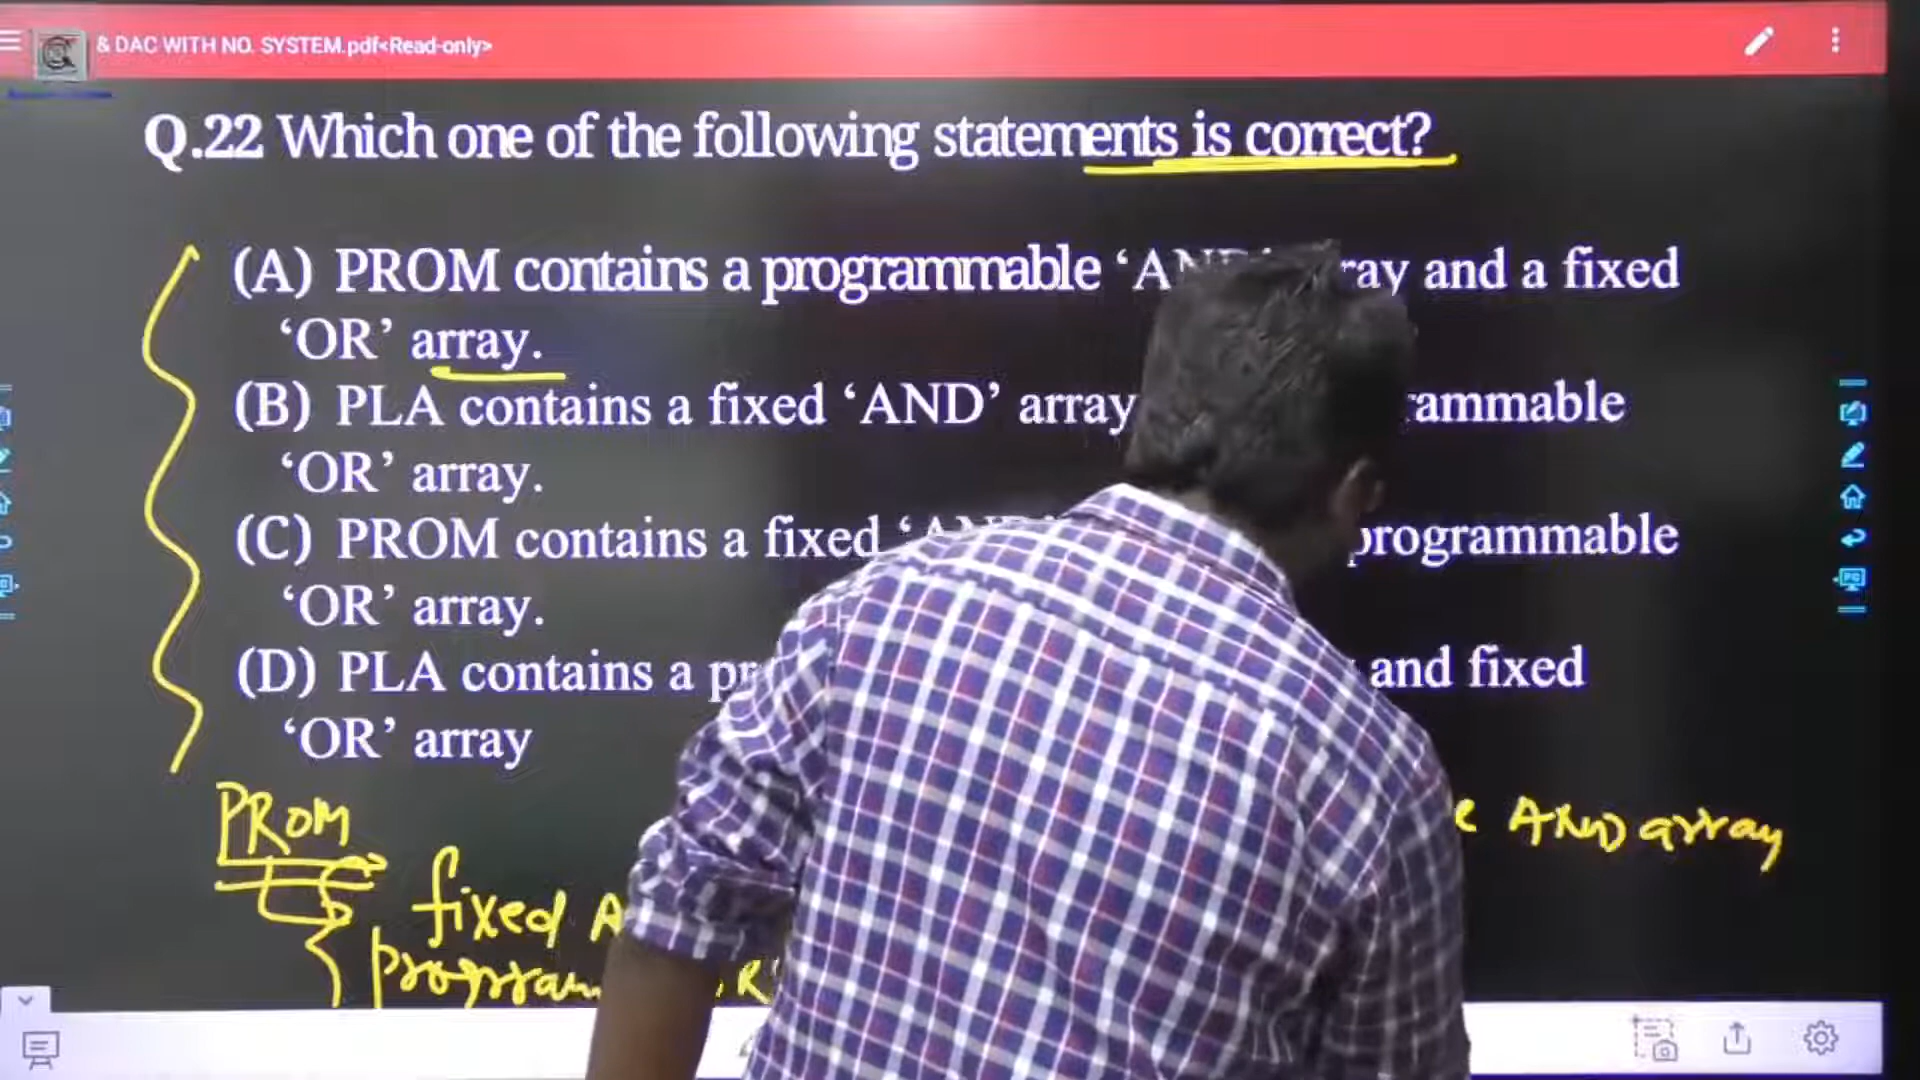 & DAC WITH NO. SYSTEM.pdf<Read-only>
Q.22 Which one of the following statements is correct?
(A) PROM contains a programmable ‘AND’ and a fixed
‘OR’ array.
(B) PLA contains a fixed ‘AND’ array
‘OR’ array.
(C) PROM contains a fixed programmable
‘OR’ array.
(D) PLA contains a and fixed
‘OR’ array
PROM
AND array
fixed